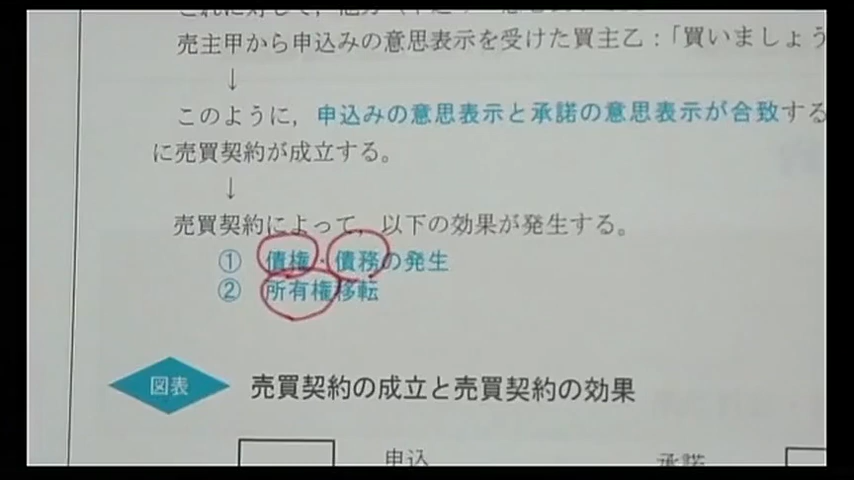 売主甲から申込みの意思表示を受けた買主乙：「買いましょう
↓
このように，申込みの意思表示と承諾の意思表示が合致する
に売買契約が成立する。
↓
売買契約によって，以下の効果が発生する。
① 債権・債務の発生
② 所有権移転
図表 売買契約の成立と売買契約の効果
申込 承諾